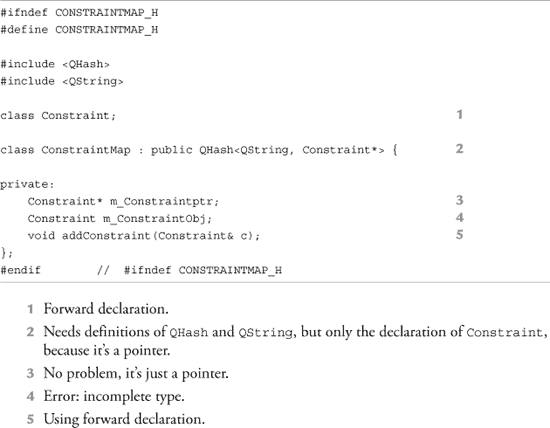 #ifndef CONSTRAINTMAP_H
#define CONSTRAINTMAP_H
#include <QHash>
#include <QString>
class Constraint; 1
class ConstraintMap : public QHash<QString, Constraint*> { 2
private:
Constraint* m_Constraintptr; 3
Constraint m_ConstraintObj; 4
void addConstraint(Constraint& c); 5
};
#endif // #ifndef CONSTRAINTMAP_H
1 Forward declaration.
2 Needs definitions of QHash and QString, but only the declaration of Constraint,
because it's a pointer.
3 No problem, it's just a pointer.
4 Error: incomplete type.
5 Using forward declaration.